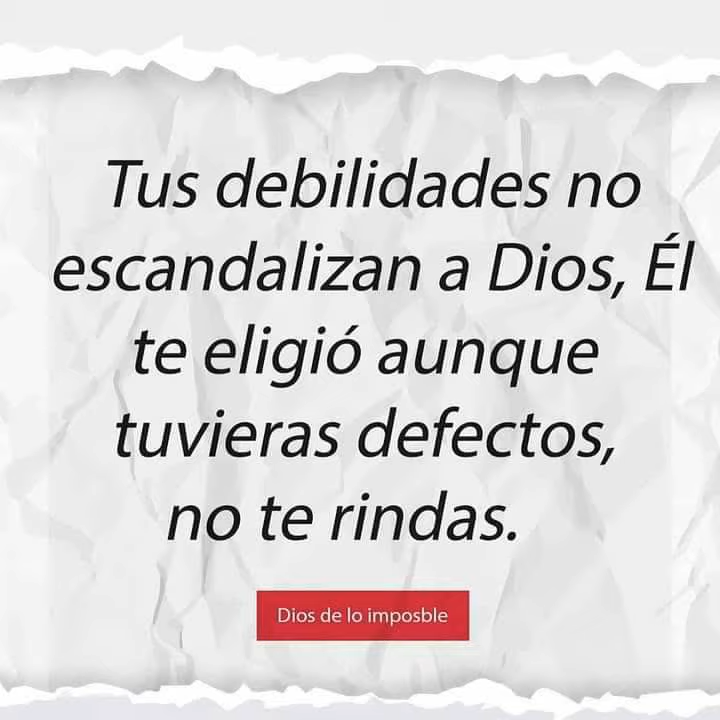 Tus debilidades no
escandalizan a Dios, Él
te eligió aunque
tuvieras defectos,
no te rindas.
Dios de lo imposble